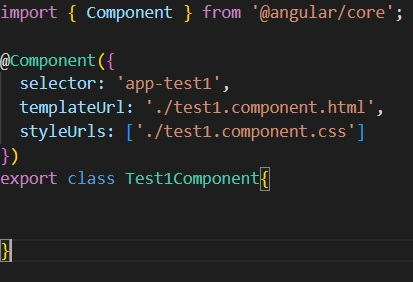 import { Component } from '@angular/core';
@Component({
  selector: 'app-test1',
  templateUrl: './test1.component.html',
  styleUrls: ['./test1.component.css']
})
export class Test1Component{
}